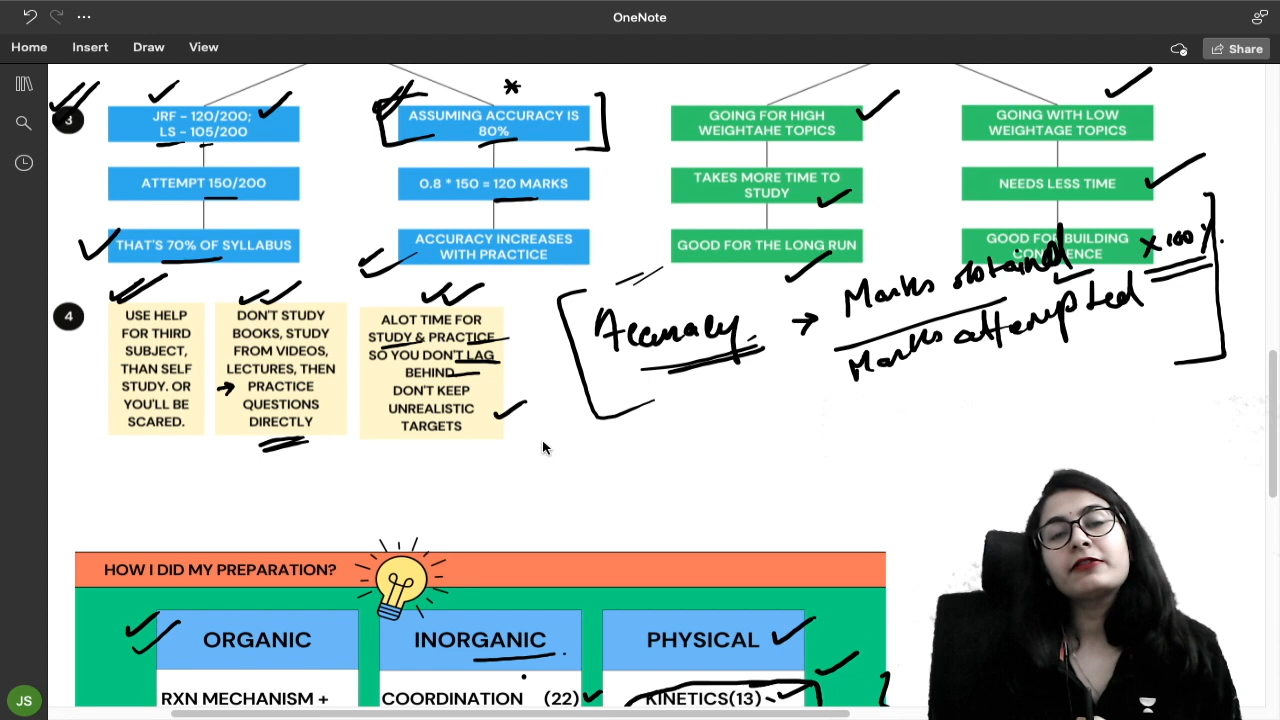 OneNote
Home Insert Draw View
Share
3
JRF – 120/200;
LS – 105/200
ATTEMPT 150/200
THAT'S 70% OF SYLLABUS
*
ASSUMING ACCURACY IS
80%
0.8 * 150 = 120 MARKS
ACCURACY INCREASES
WITH PRACTICE
GOING FOR HIGH
WEIGHTAHE TOPICS
TAKES MORE TIME TO
STUDY
GOOD FOR THE LONG RUN
GOING WITH LOW
WEIGHTAGE TOPICS
NEEDS LESS TIME
GOOD FOR BUILDING
CONFIDENCE
4
USE HELP
FOR THIRD
SUBJECT,
THAN SELF
STUDY. OR
YOU'LL BE
SCARED.
DON'T STUDY
BOOKS, STUDY
FROM VIDEOS,
LECTURES, THEN
PRACTICE
QUESTIONS
DIRECTLY
ALOT TIME FOR
STUDY & PRACTICE
SO YOU DON'T LAG
BEHIND
DON'T KEEP
UNREALISTIC
TARGETS
Accuracy → Marks obtained
Marks attempted
× 100 %.
HOW I DID MY PREPARATION?
ORGANIC
RXN MECHANISM +
INORGANIC
COORDINATION (22)
PHYSICAL
KINETICS(13)
JS